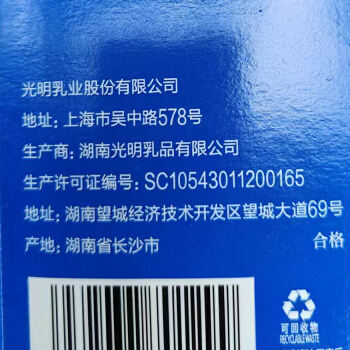 光明乳业股份有限公司
地址: 上海市吴中路578号
生产商: 湖南光明乳品有限公司
生产许可证编号: SC10543011200165
地址: 湖南望城经济技术开发区望城大道69号
产地: 湖南省长沙市
合格
可回收物
RECYCLABLE WASTE